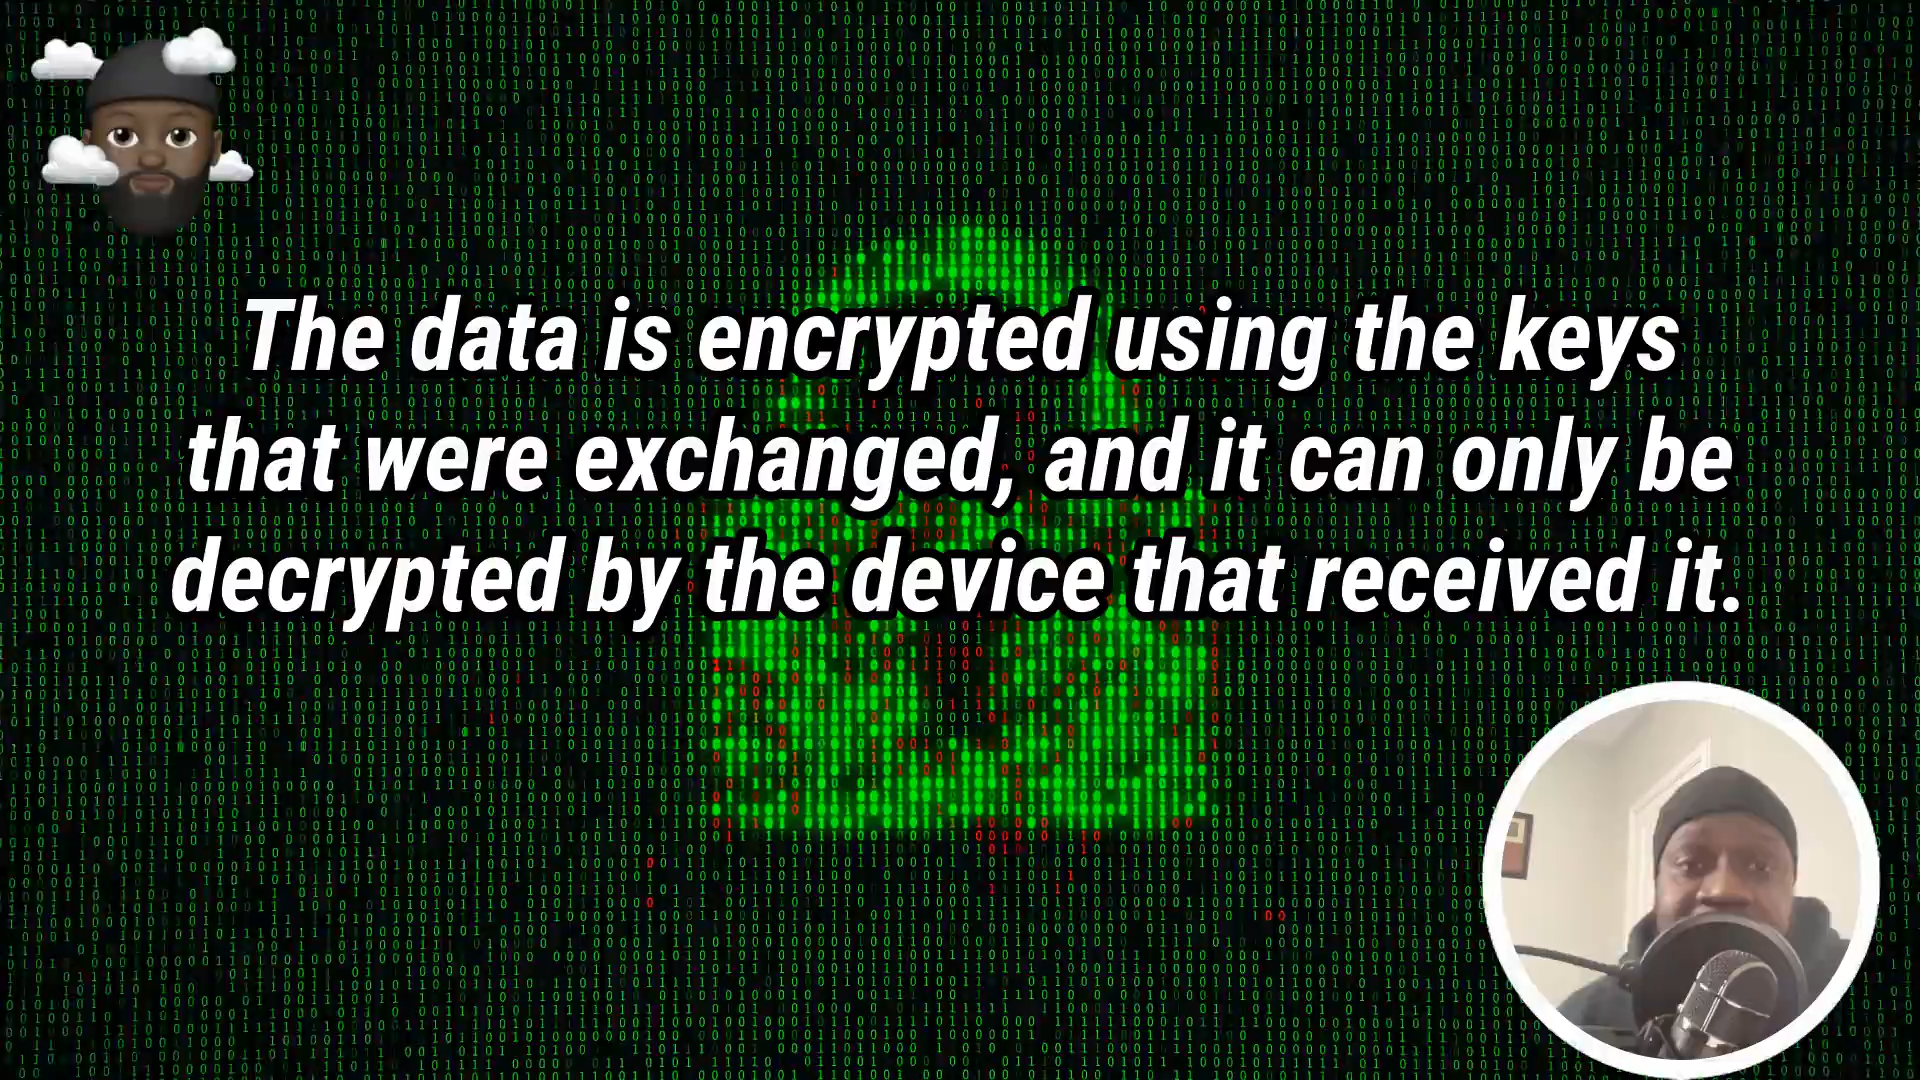 The data is encrypted using the keys
that were exchanged, and it can only be
decrypted by the device that received it.